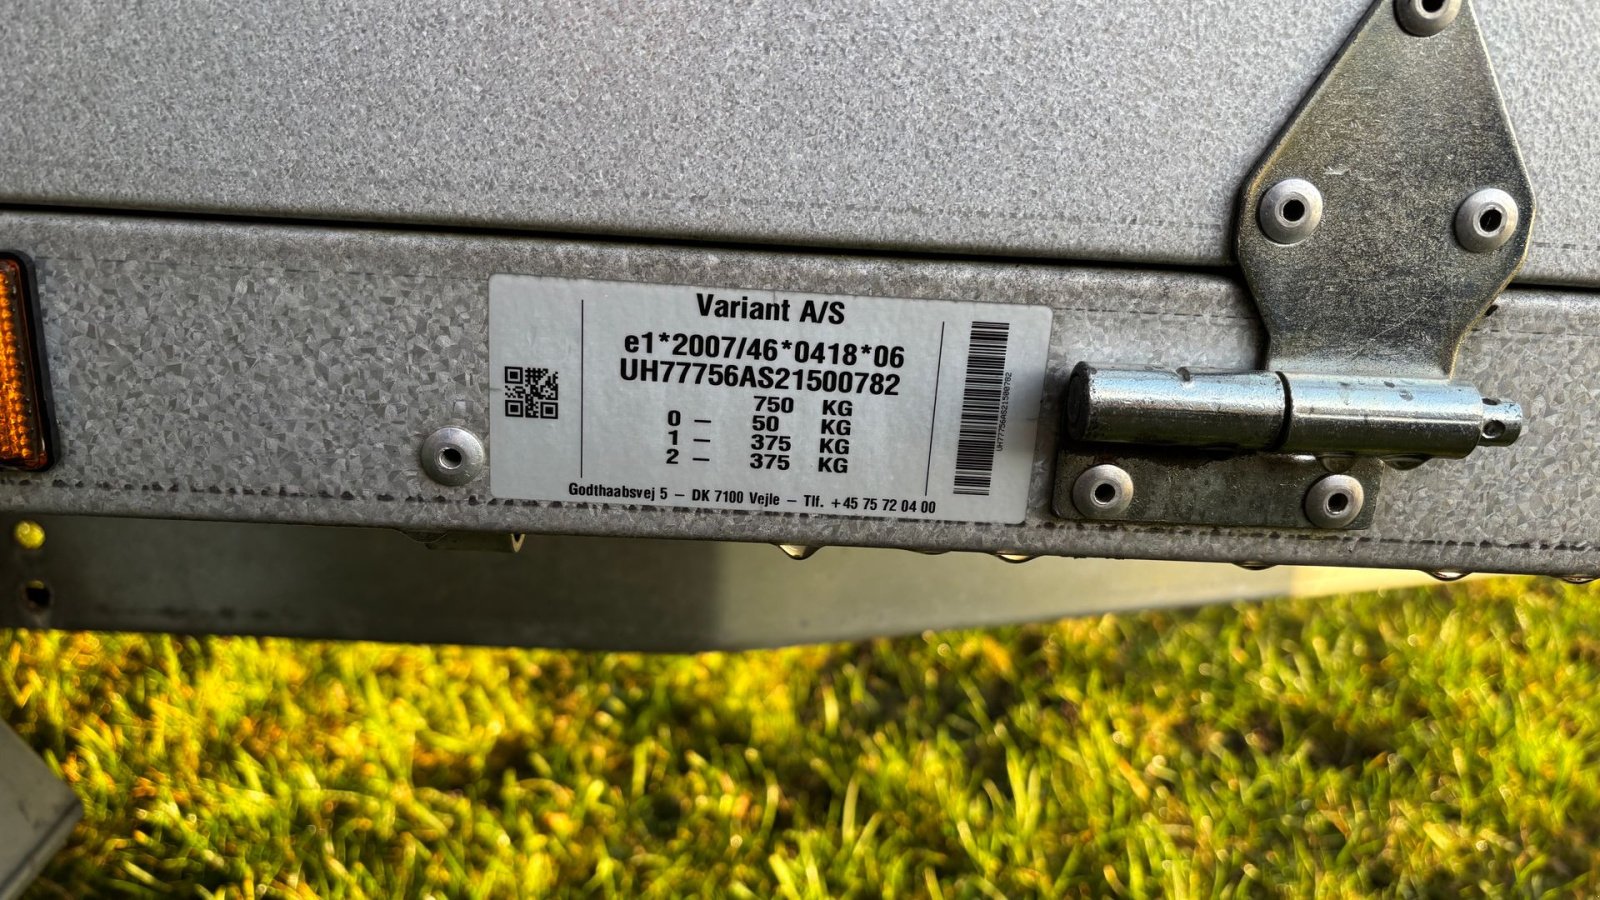 Variant A/S
e1*2007/46*0418*06
UH77756AS21500782
750 KG
0 – 50 KG
1 – 375 KG
2 – 375 KG
Godthaabsvej 5 – DK 7100 Vejle – Tlf. +45 75 72 04 00
UH77756AS21500782